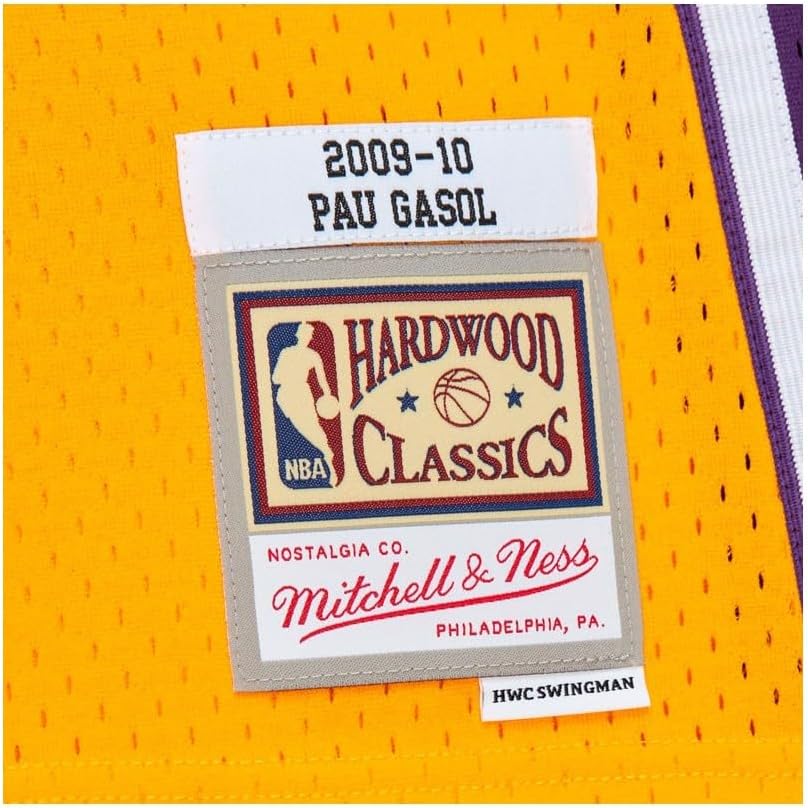 2009-10
PAU GASOL
HARDWOOD
CLASSICS
NBA
NOSTALGIA CO.
Mitchell & Ness
PHILADELPHIA, PA.
HWC SWINGMAN